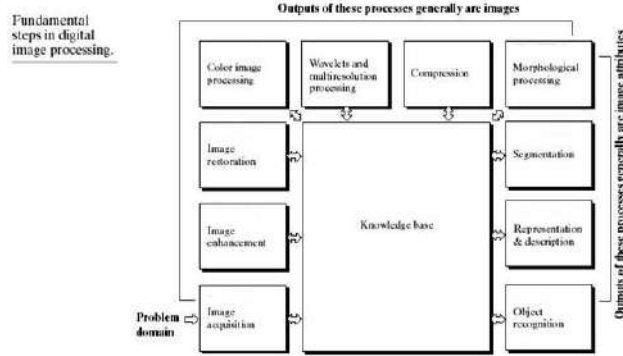 Fundamental
steps in digital
image processing.
Outputs of these processes generally are images
Color image
processing
Wavelets and
multiresolution
processing
Compression
Morphological
processing
Image
restoration
Image
enhancement
Problem
domain
Image
acquisition
Knowledge base
Segmentation
Representation
& description
Object
recognition
Outputs of these processes generally are image attributes